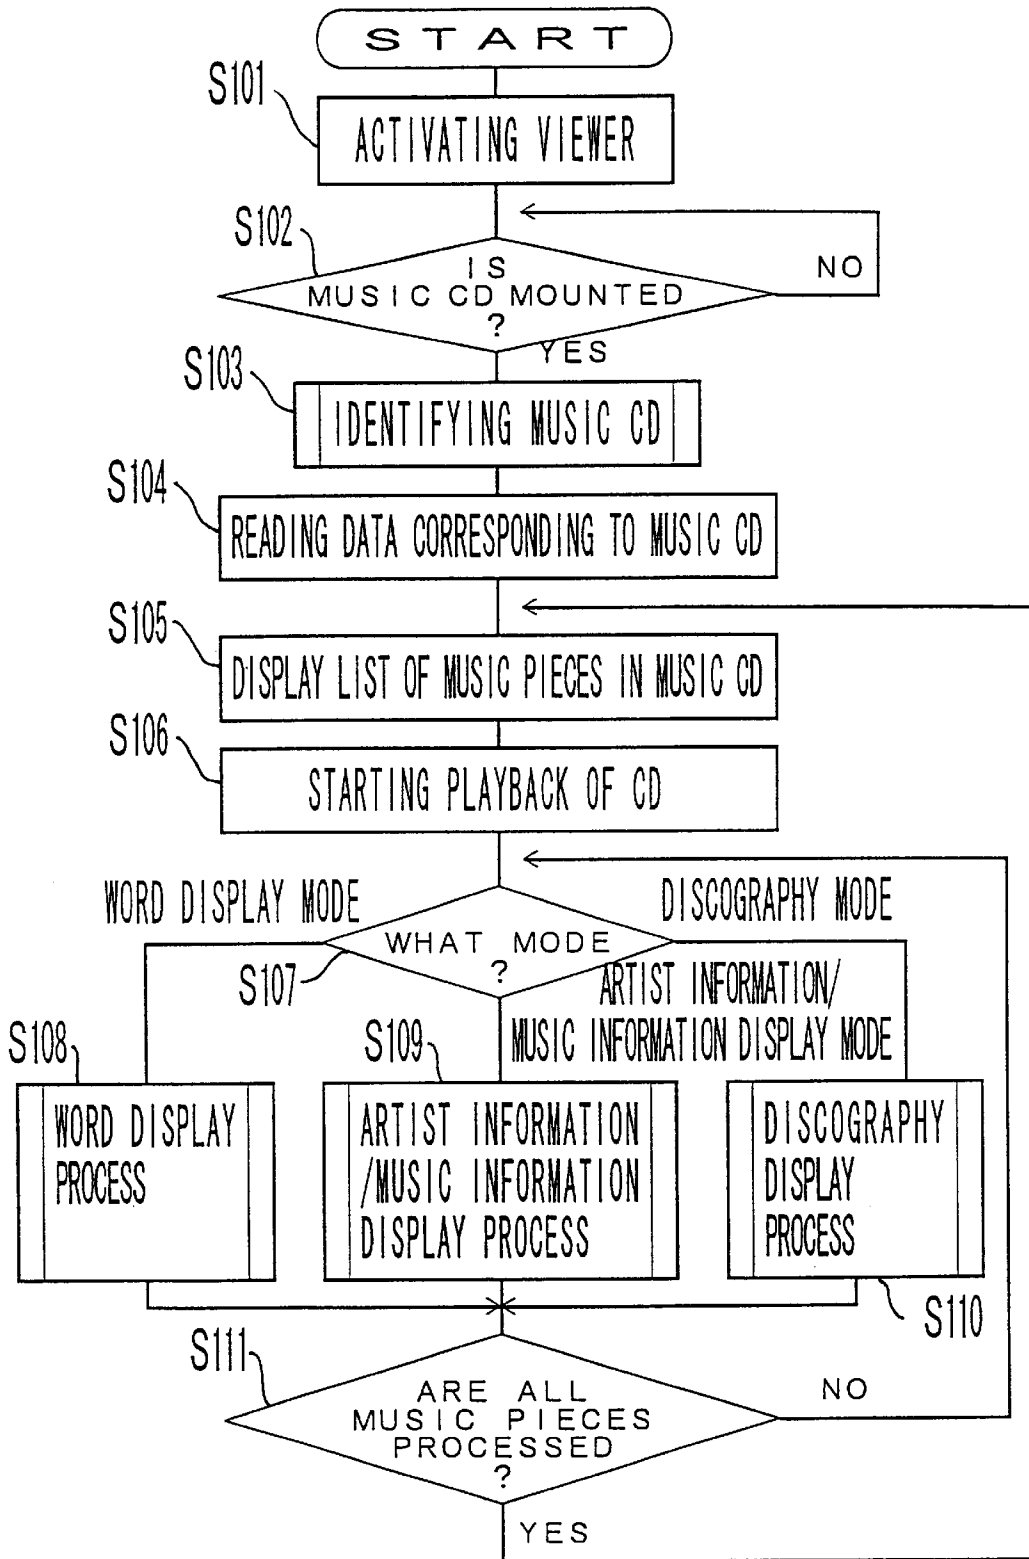 START
S101
ACTIVATING VIEWER
S102
IS
MUSIC CD MOUNTED
?
NO
YES
S103
IDENTIFYING MUSIC CD
S104
READING DATA CORRESPONDING TO MUSIC CD
S105
DISPLAY LIST OF MUSIC PIECES IN MUSIC CD
S106
STARTING PLAYBACK OF CD
WORD DISPLAY MODE
DISCOGRAPHY MODE
WHAT MODE
?
S107
ARTIST INFORMATION/
MUSIC INFORMATION DISPLAY MODE
S108
WORD DISPLAY
PROCESS
S109
ARTIST INFORMATION
/MUSIC INFORMATION
DISPLAY PROCESS
DISCOGRAPHY
DISPLAY
PROCESS
S110
S111
ARE ALL
MUSIC PIECES
PROCESSED
?
NO
YES